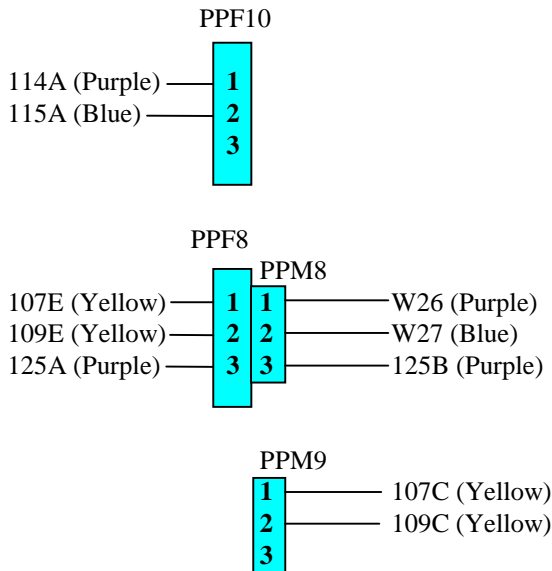 PPF10
114A (Purple) 1
115A (Blue) 2
3
PPF8
PPM8
107E (Yellow) 1 1 W26 (Purple)
109E (Yellow) 2 2 W27 (Blue)
125A (Purple) 3 3 125B (Purple)
PPM9
1 107C (Yellow)
2 109C (Yellow)
3